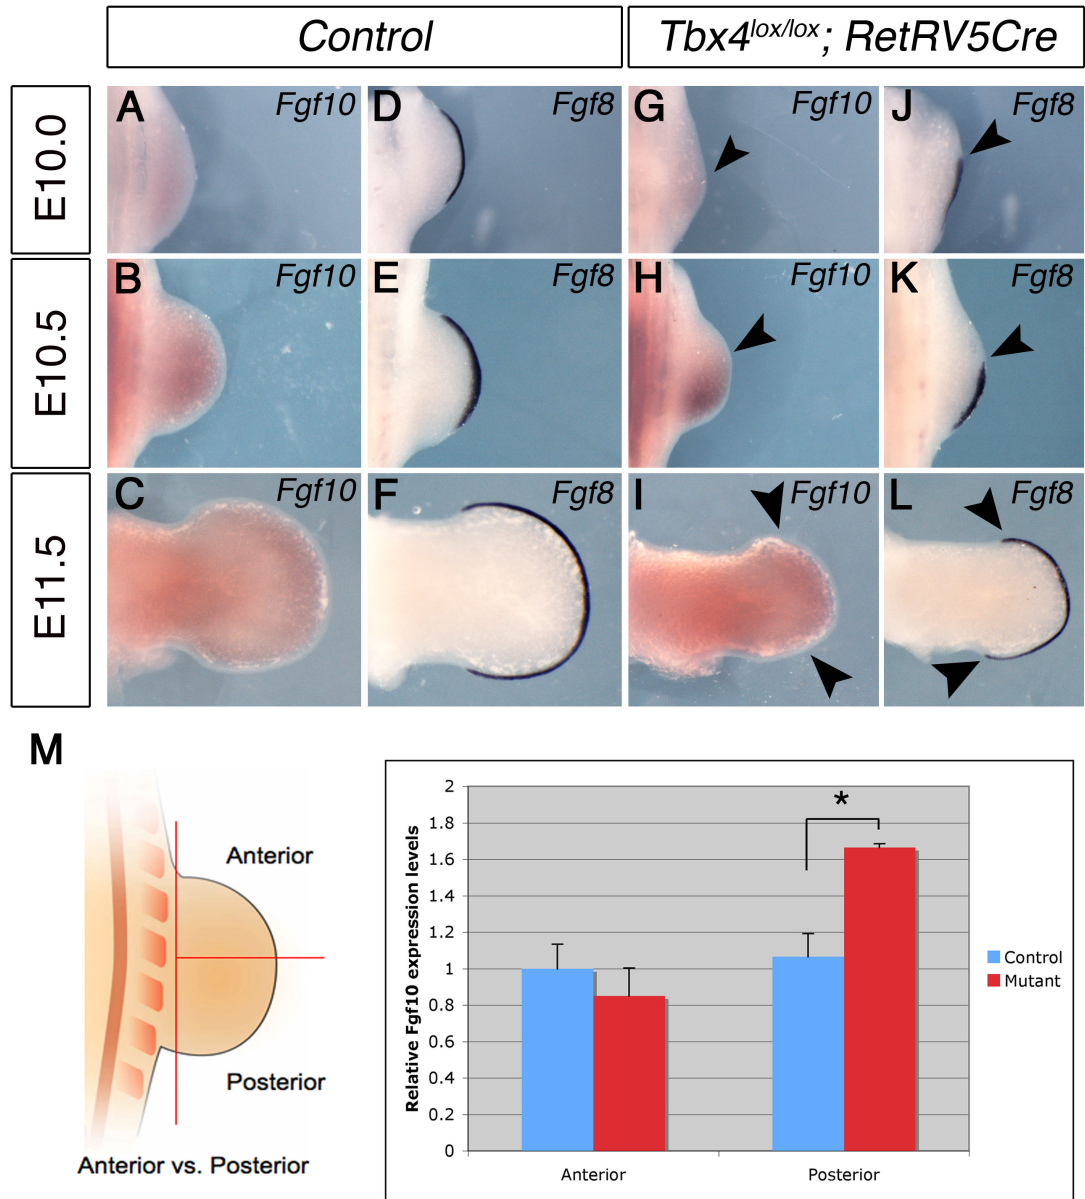 Control
Tbx4lox/lox; RetRV5Cre
E10.0
A Fgf10
D Fgf8
G Fgf10
J Fgf8
E10.5
B Fgf10
E Fgf8
H Fgf10
K Fgf8
E11.5
C Fgf10
F Fgf8
I Fgf10
L Fgf8
M
Anterior
Posterior
Anterior vs. Posterior
Relative Fgf10 expression levels
2
1.8
1.6
1.4
1.2
1
0.8
0.6
0.4
0.2
0
*
Anterior
Posterior
Control
Mutant